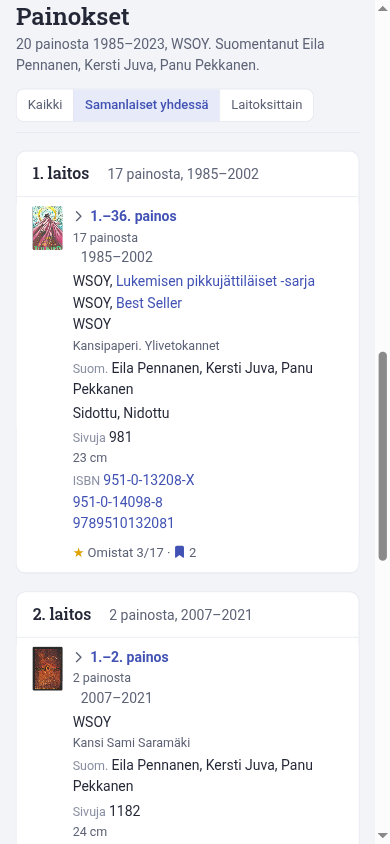 Painokset
20 painosta 1985–2023, WSOY. Suomentanut Eila
Pennanen, Kersti Juva, Panu Pekkanen.
Kaikki
Samanlaiset yhdessä
Laitoksittain
1. laitos 17 painosta, 1985–2002
1.–36. painos
17 painosta
1985–2002
WSOY, Lukemisen pikkujättiläiset -sarja
WSOY, Best Seller
WSOY
Kansipaperi. Ylivetokannet
Suom. Eila Pennanen, Kersti Juva, Panu
Pekkanen
Sidottu, Nidottu
Sivuja 981
23 cm
ISBN 951-0-13208-X
951-0-14098-8
9789510132081
★ Omistat 3/17 · 2
2. laitos 2 painosta, 2007–2021
1.–2. painos
2 painosta
2007–2021
WSOY
Kansi Sami Saramäki
Suom. Eila Pennanen, Kersti Juva, Panu
Pekkanen
Sivuja 1182
24 cm